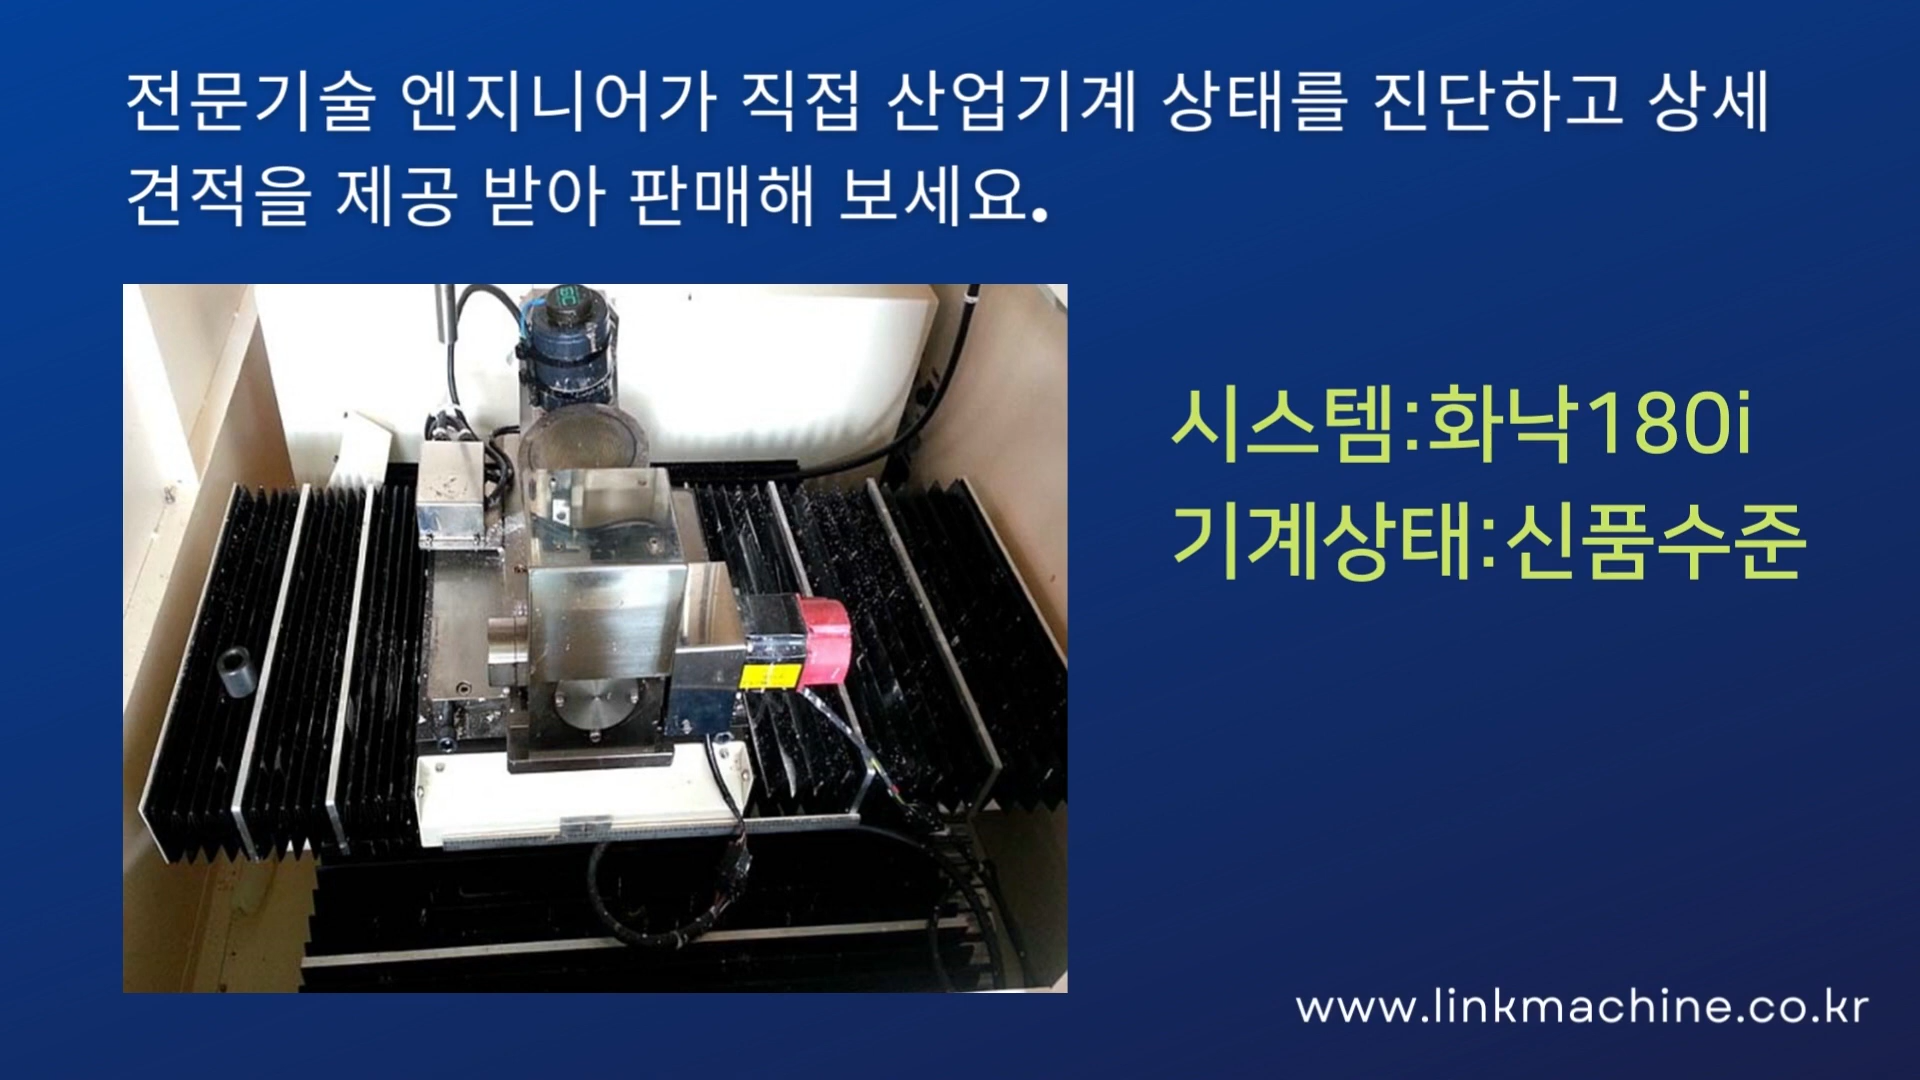 전문기술 엔지니어가 직접 산업기계 상태를 진단하고 상세
견적을 제공 받아 판매해 보세요.
시스템:화낙180i
기계상태:신품수준
www.linkmachine.co.kr